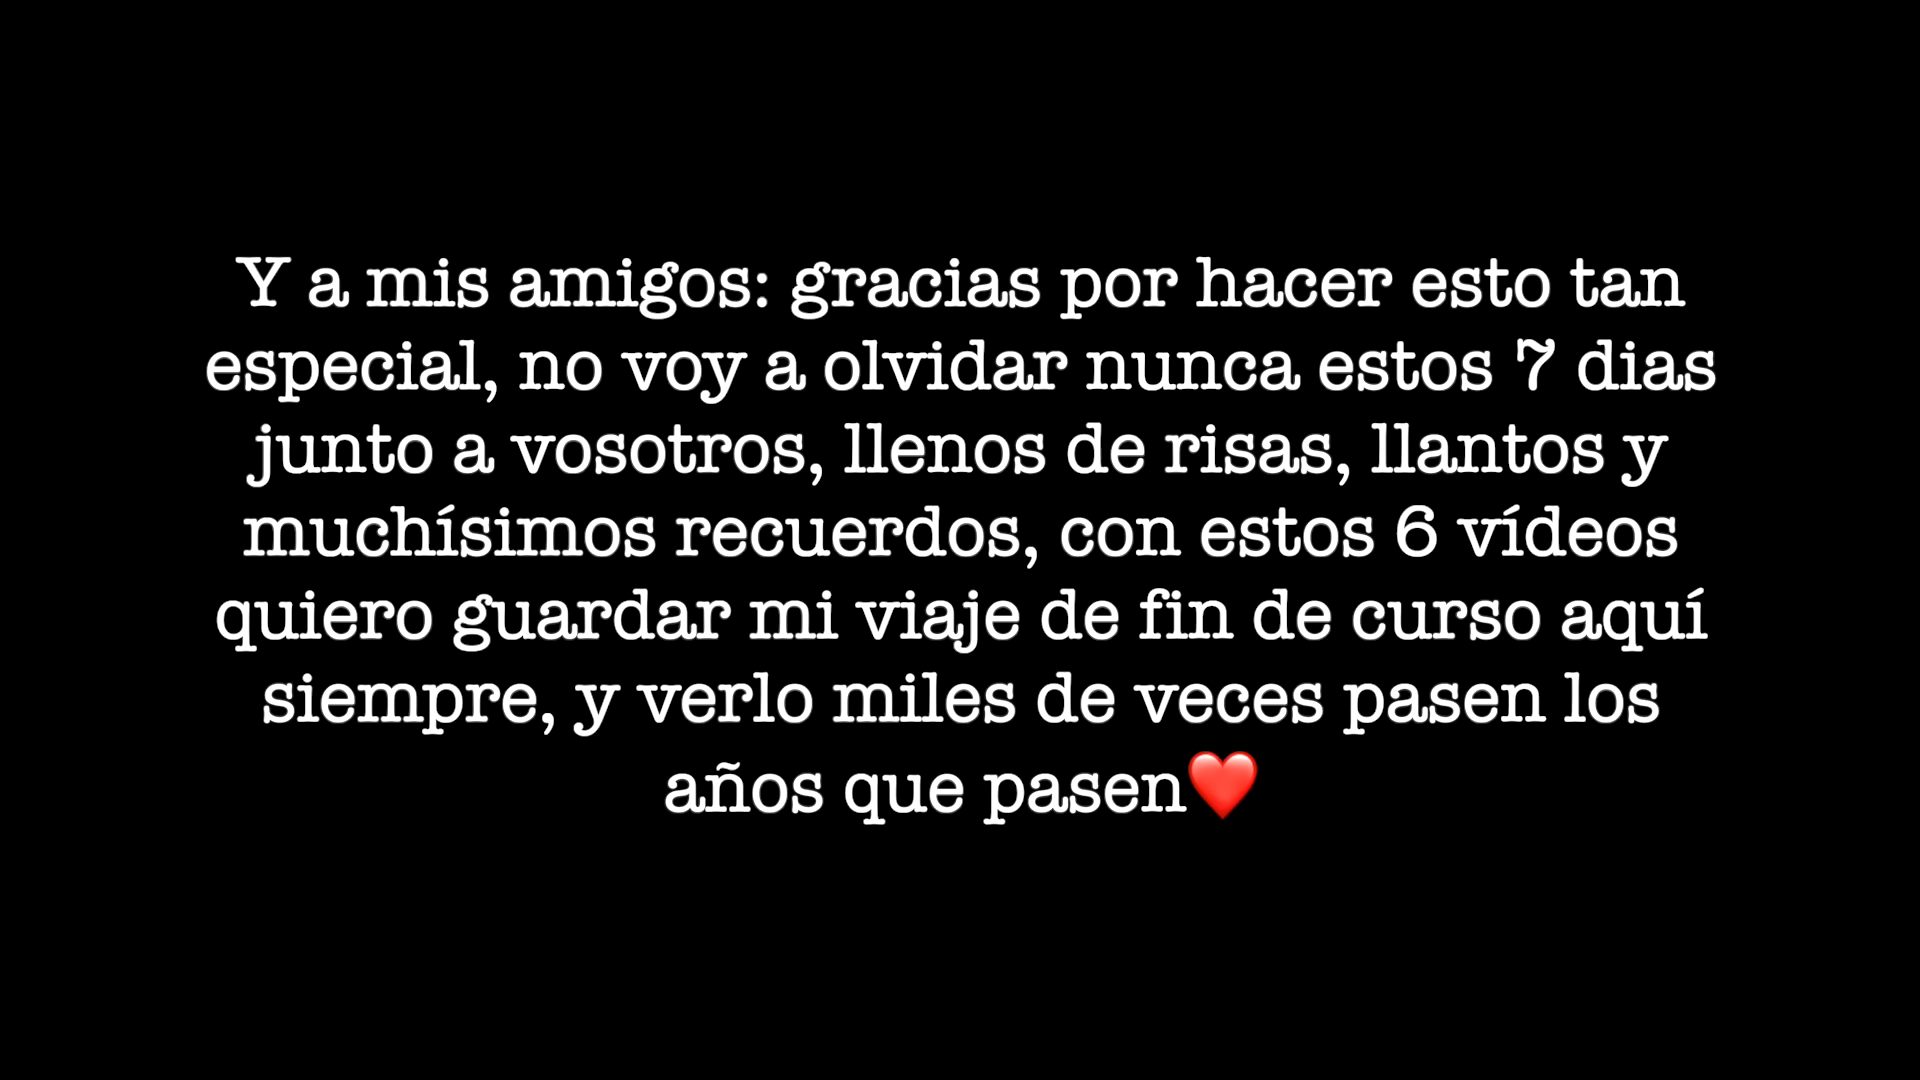 Y a mis amigos: gracias por hacer esto tan
especial, no voy a olvidar nunca estos 7 dias
junto a vosotros, llenos de risas, llantos y
muchísimos recuerdos, con estos 6 vídeos
quiero guardar mi viaje de fin de curso aquí
siempre, y verlo miles de veces pasen los
años que pasen❤️